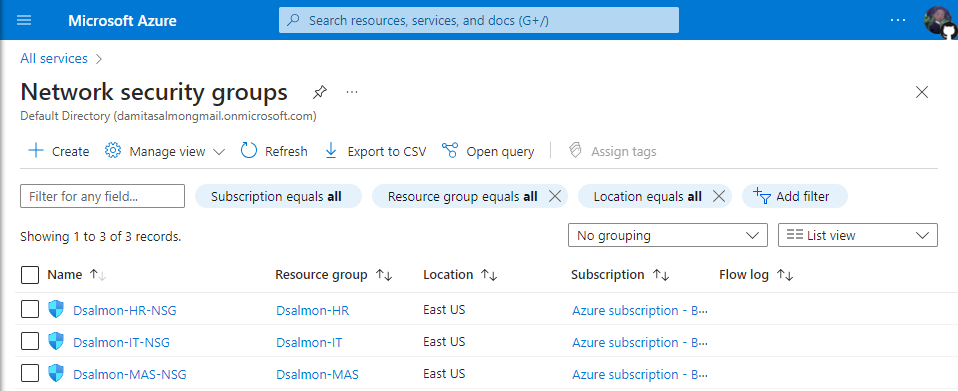 Microsoft Azure
Search resources, services, and docs (G+/)
All services
Network security groups
Default Directory (damitasalmongmail.onmicrosoft.com)
Create Manage view Refresh Export to CSV Open query Assign tags
Filter for any field... Subscription equals all Resource group equals all Location equals all Add filter
Showing 1 to 3 of 3 records. No grouping List view
Name Resource group Location Subscription Flow log
Dsalmon-HR-NSG Dsalmon-HR East US Azure subscription - B...
Dsalmon-IT-NSG Dsalmon-IT East US Azure subscription - B...
Dsalmon-MAS-NSG Dsalmon-MAS East US Azure subscription - B...